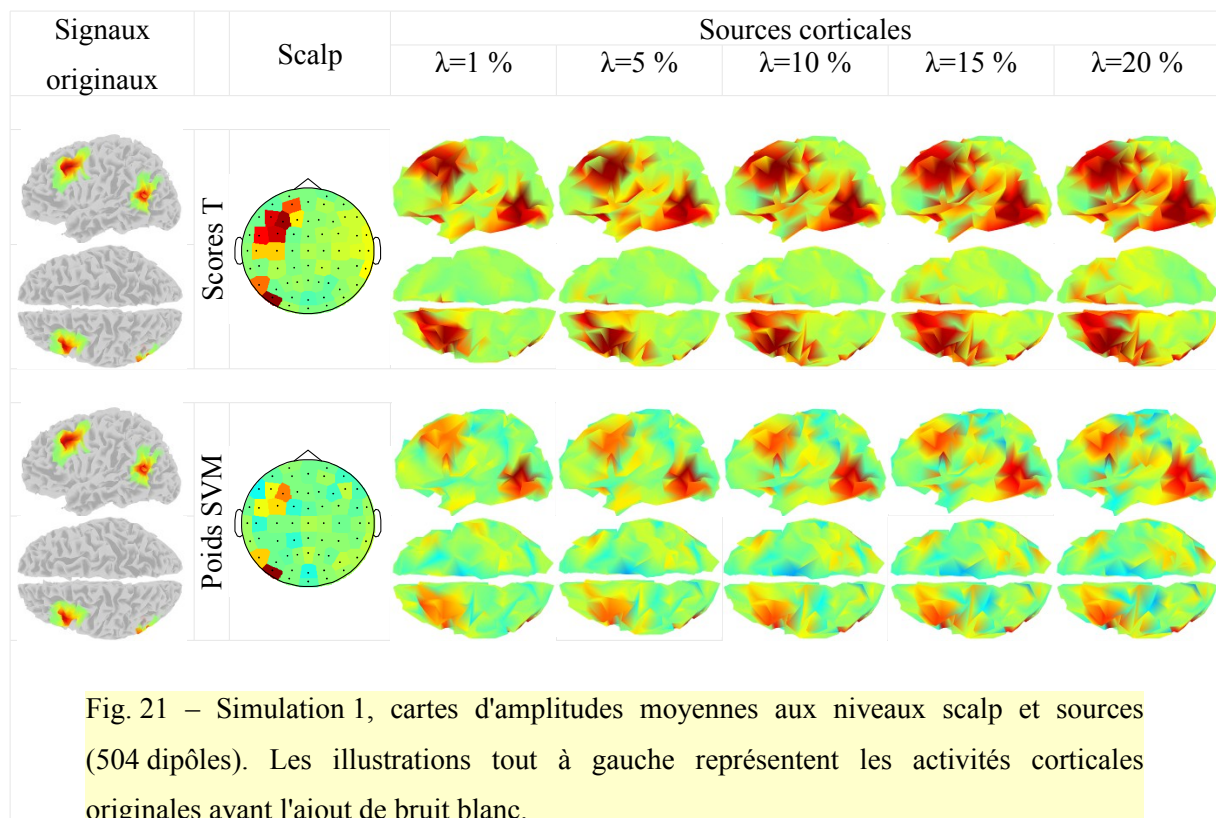 Signaux
originaux
Scalp
Sources corticales
λ=1 %
λ=5 %
λ=10 %
λ=15 %
λ=20 %
Scores T
Poids SVM
Fig. 21 – Simulation 1, cartes d'amplitudes moyennes aux niveaux scalp et sources
(504 dipôles). Les illustrations tout à gauche représentent les activités corticales
originales avant l'ajout de bruit blanc.